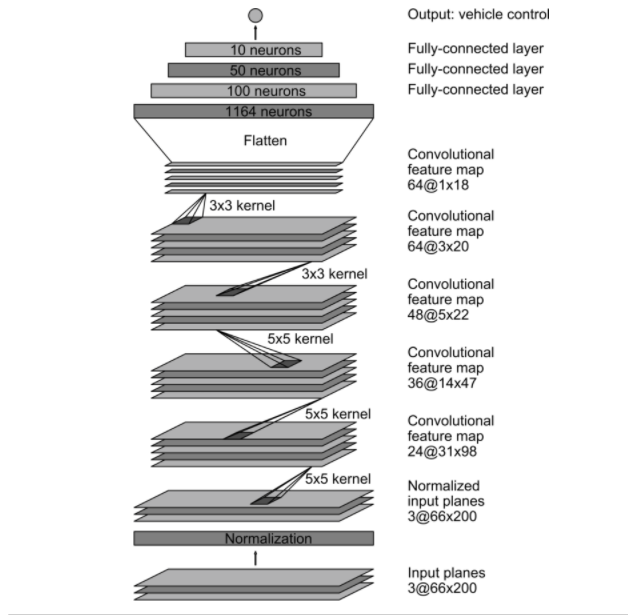 Output: vehicle control
10 neurons
Fully-connected layer
50 neurons
Fully-connected layer
100 neurons
Fully-connected layer
1164 neurons
Flatten
Convolutional
feature map
64@1x18
3x3 kernel
Convolutional
feature map
64@3x20
3x3 kernel
Convolutional
feature map
48@5x22
5x5 kernel
Convolutional
feature map
36@14x47
5x5 kernel
Convolutional
feature map
24@31x98
5x5 kernel
Normalized
input planes
3@66x200
Normalization
Input planes
3@66x200